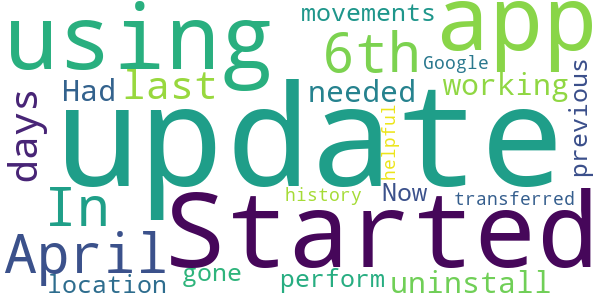 using
movements
app
6th
Google
Had
last
needed
working
days
update
helpful
previous
In
history
Now
transferred
Started
April
location
gone
perform
uninstall